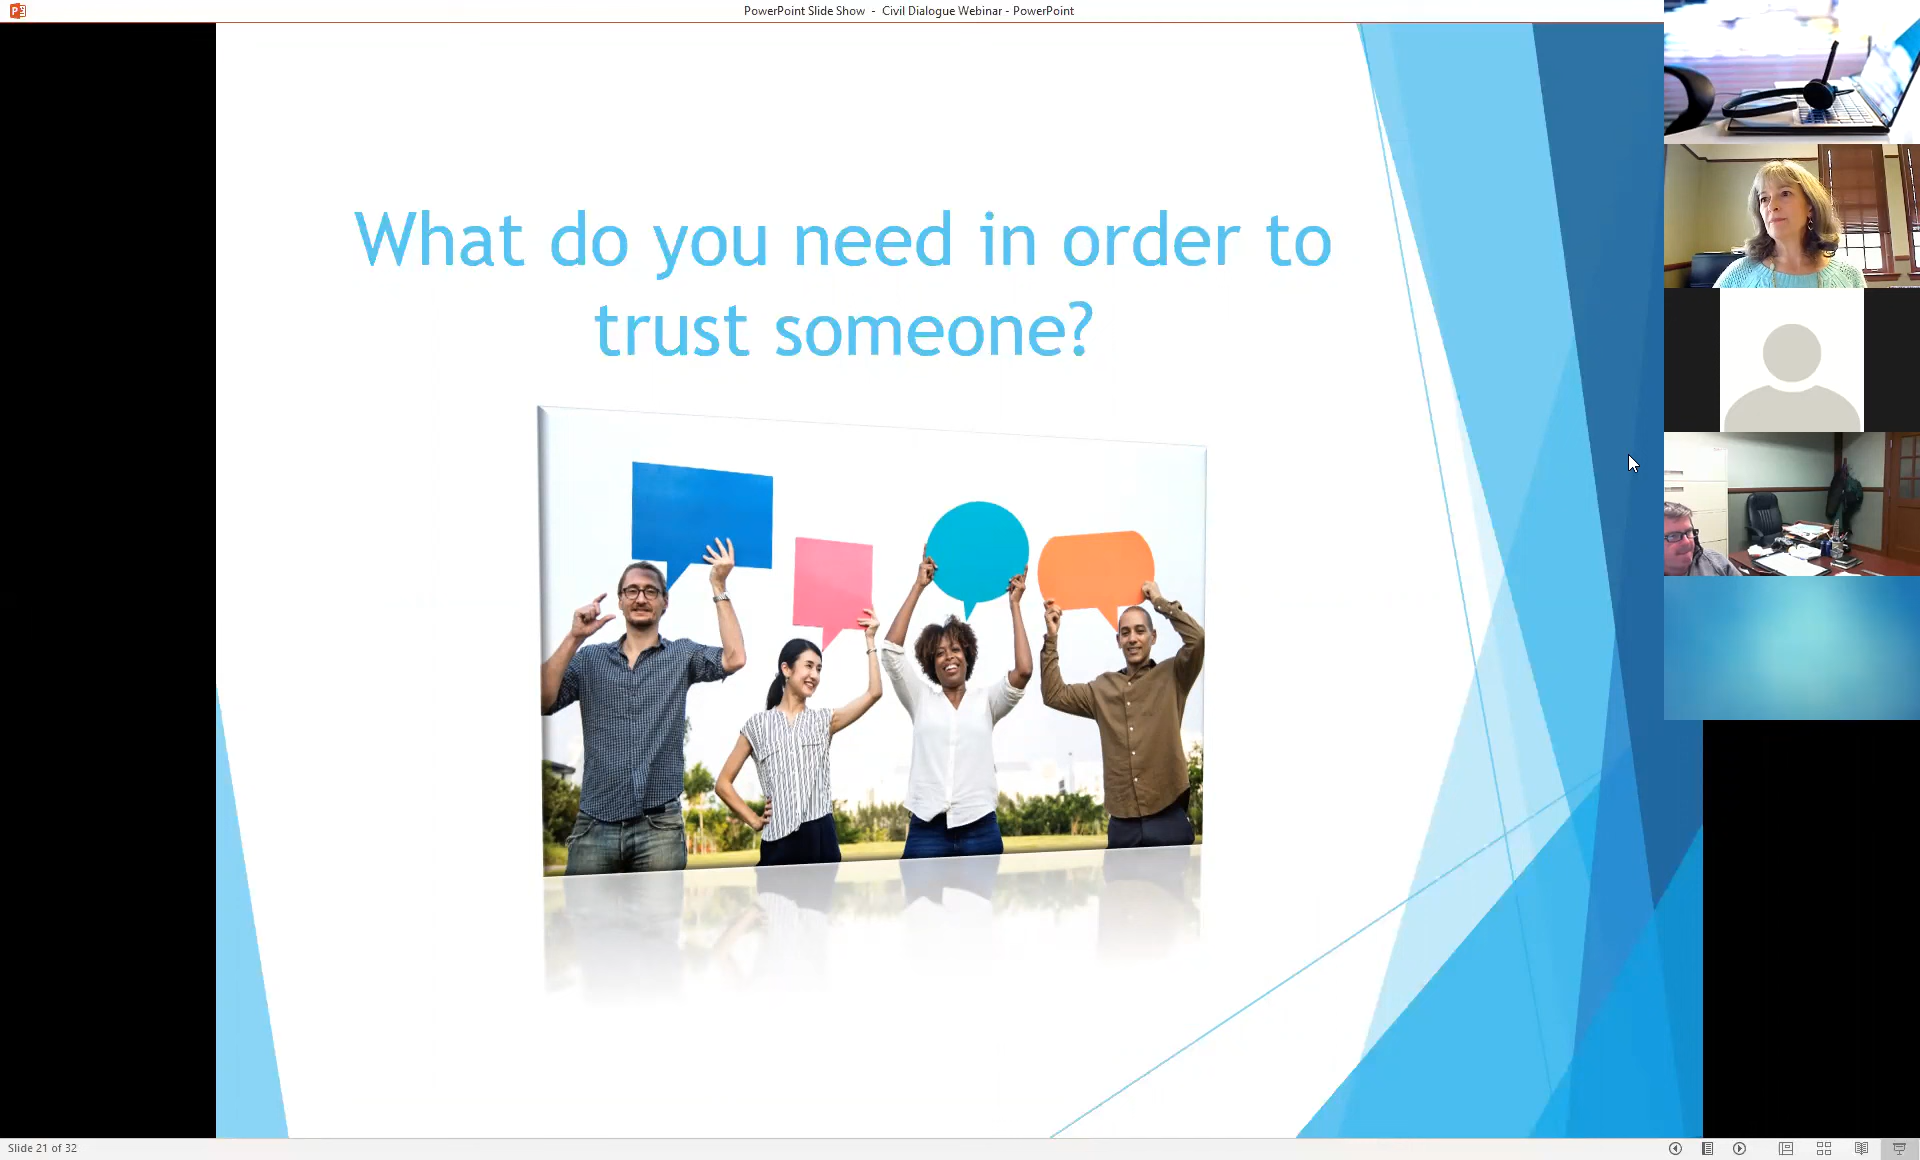 PowerPoint Slide Show - Civil Dialogue Webinar - PowerPoint
What do you need in order to
trust someone?
Slide 21 of 32